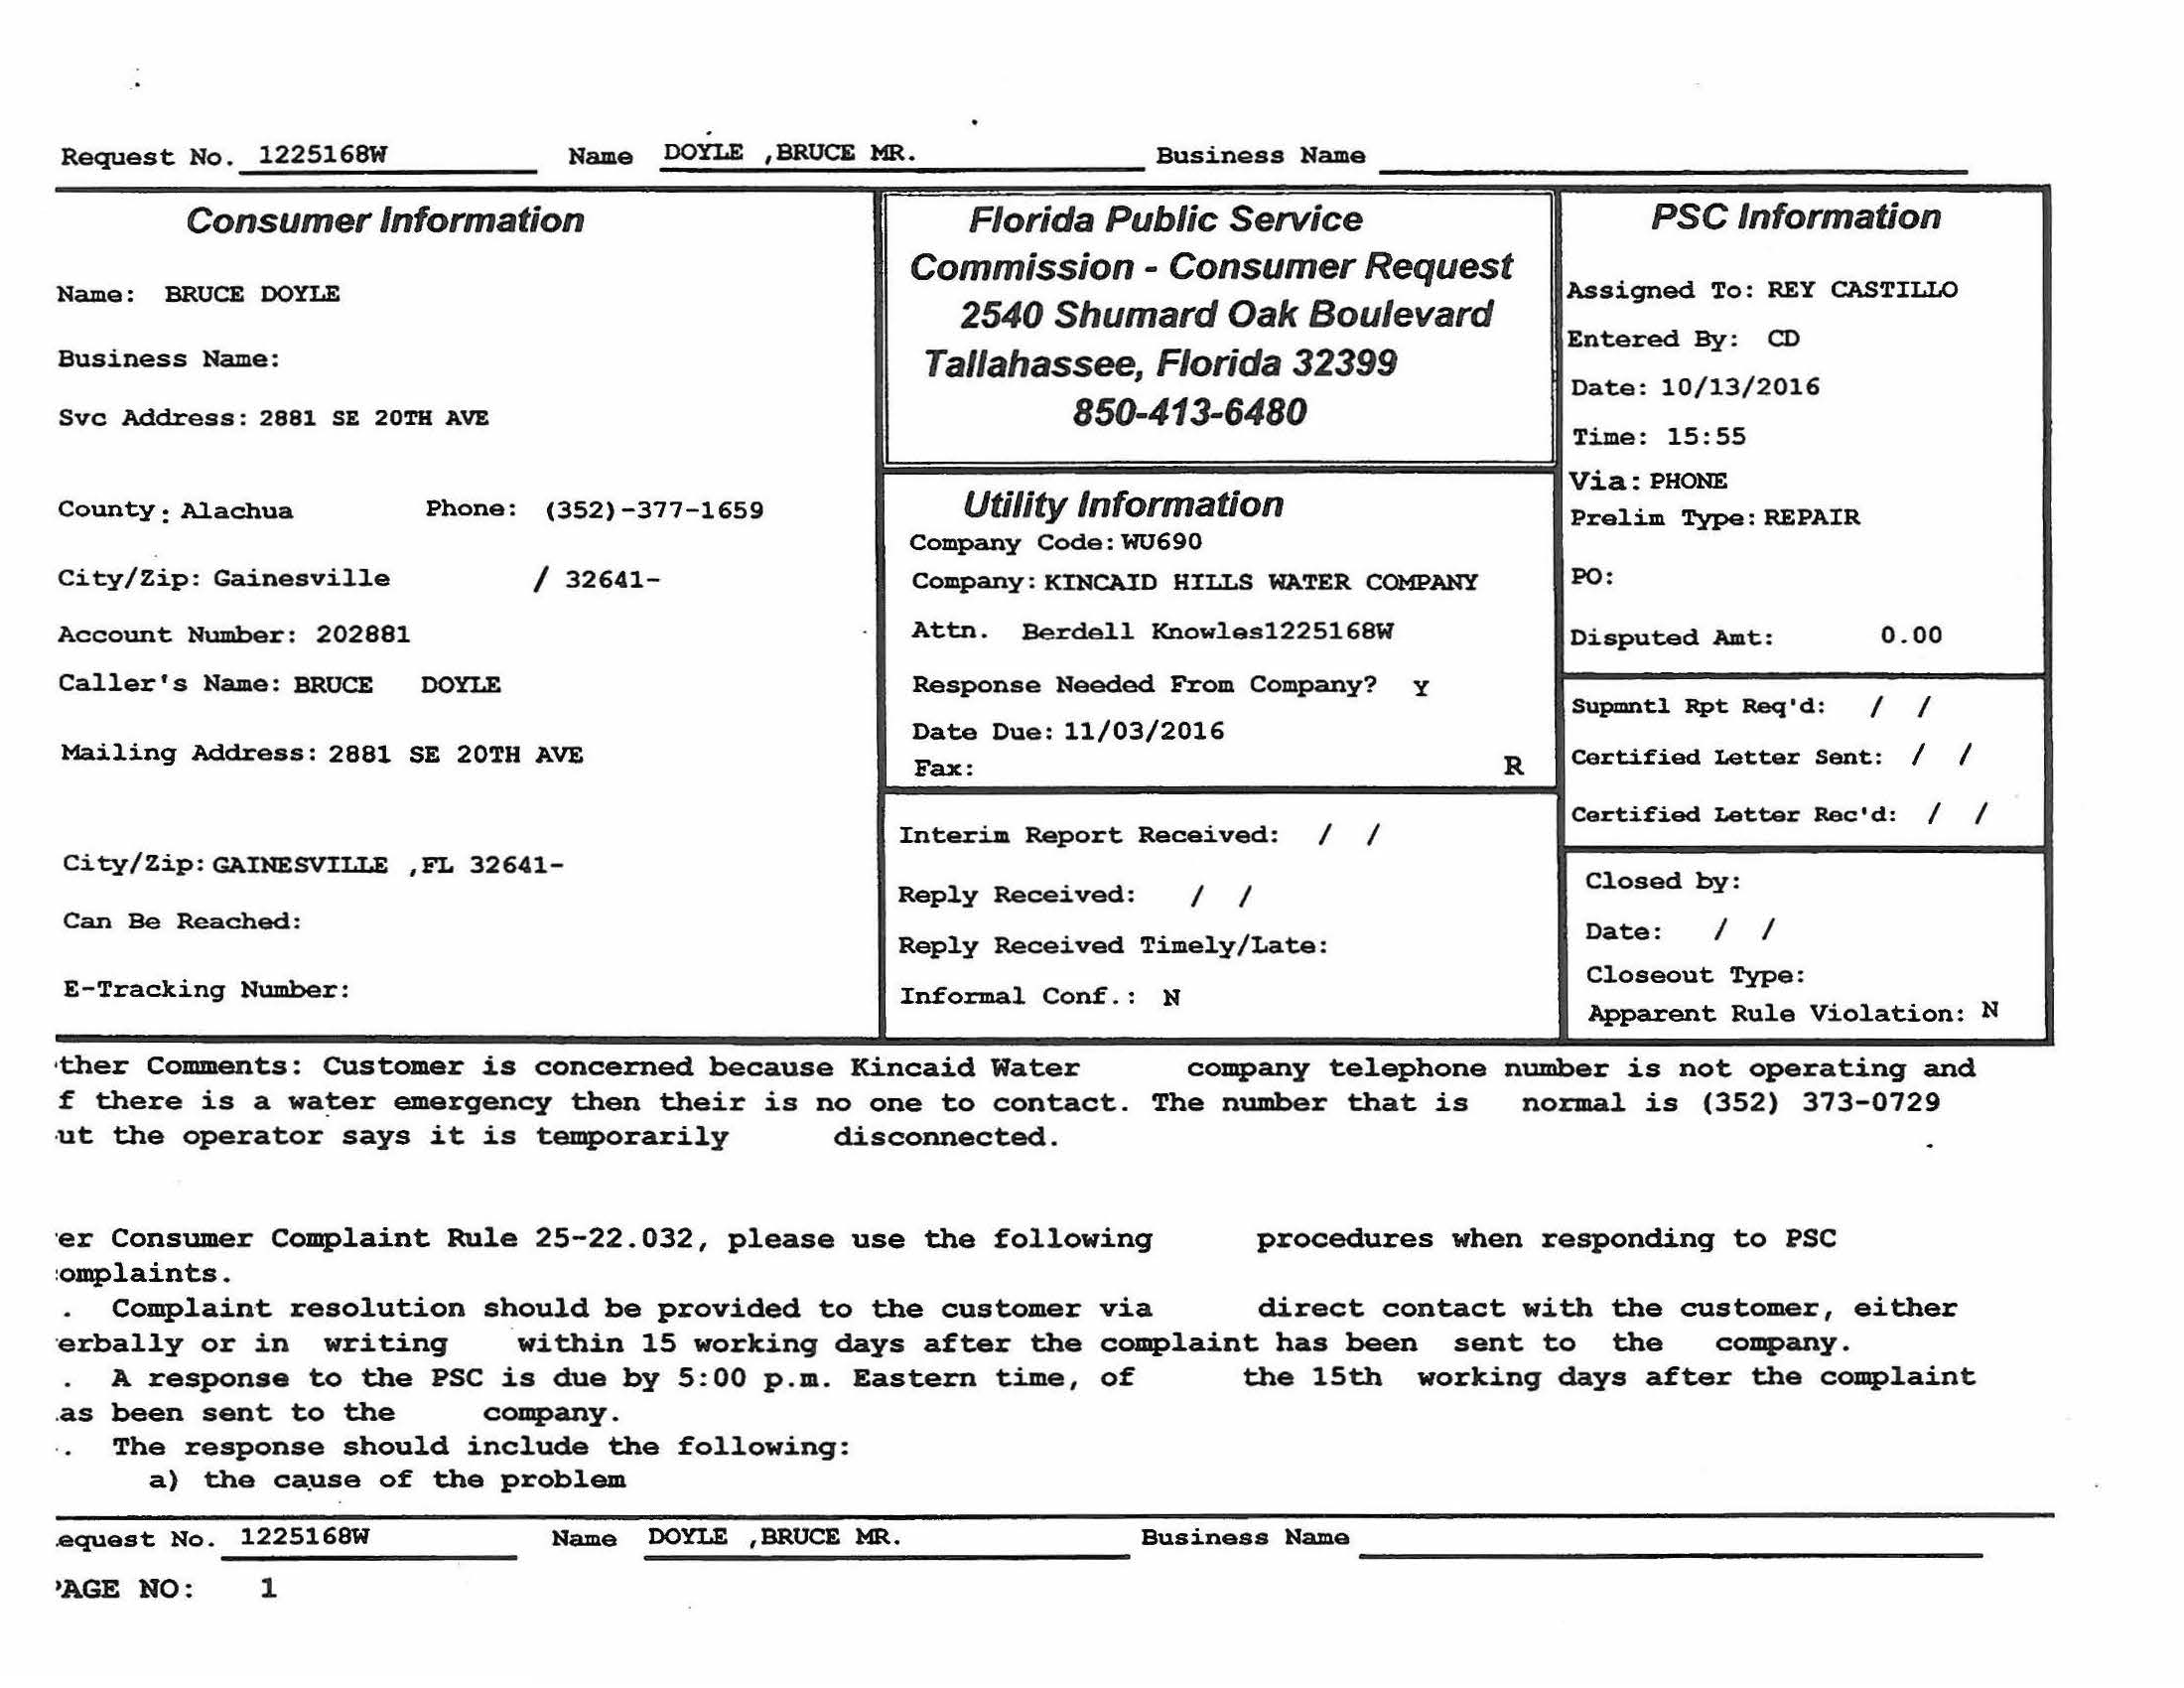 Request No. 1225168W Name DOYLE ,BRUCE MR. Business Name
Consumer Information
Name: BRUCE DOYLE
Business Name:
Svc Address: 2881 SE 20TH AVE
County: Alachua Phone: (352)-377-1659
City/Zip: Gainesville / 32641-
Account Number: 202881
Caller's Name: BRUCE DOYLE
Mailing Address: 2881 SE 20TH AVE
City/Zip: GAINESVILLE ,FL 32641-
Can Be Reached:
E-Tracking Number:
Florida Public Service
Commission - Consumer Request
2540 Shumard Oak Boulevard
Tallahassee, Florida 32399
850-413-6480
Utility Information
Company Code: WU690
Company: KINCAID HILLS WATER COMPANY
Attn. Berdell Knowles1225168W
Response Needed From Company? Y
Date Due: 11/03/2016
Fax: R
Interim Report Received: / /
Reply Received: / /
Reply Received Timely/Late:
Informal Conf.: N
PSC Information
Assigned To: REY CASTILLO
Entered By: CD
Date: 10/13/2016
Time: 15:55
Via: PHONE
Prelim Type: REPAIR
PO:
Disputed Amt: 0.00
Supmntl Rpt Req'd: / /
Certified Letter Sent: / /
Certified Letter Rec'd: / /
Closed by:
Date: / /
Closeout Type:
Apparent Rule Violation: N
ther Comments: Customer is concerned because Kincaid Water company telephone number is not operating and
f there is a water emergency then their is no one to contact. The number that is normal is (352) 373-0729
ut the operator says it is temporarily disconnected.
er Consumer Complaint Rule 25-22.032, please use the following procedures when responding to PSC
omplaints.
. Complaint resolution should be provided to the customer via direct contact with the customer, either
erbally or in writing within 15 working days after the complaint has been sent to the company.
. A response to the PSC is due by 5:00 p.m. Eastern time, of the 15th working days after the complaint
as been sent to the company.
. The response should include the following:
a) the cause of the problem
equest No. 1225168W Name DOYLE ,BRUCE MR. Business Name
PAGE NO: 1